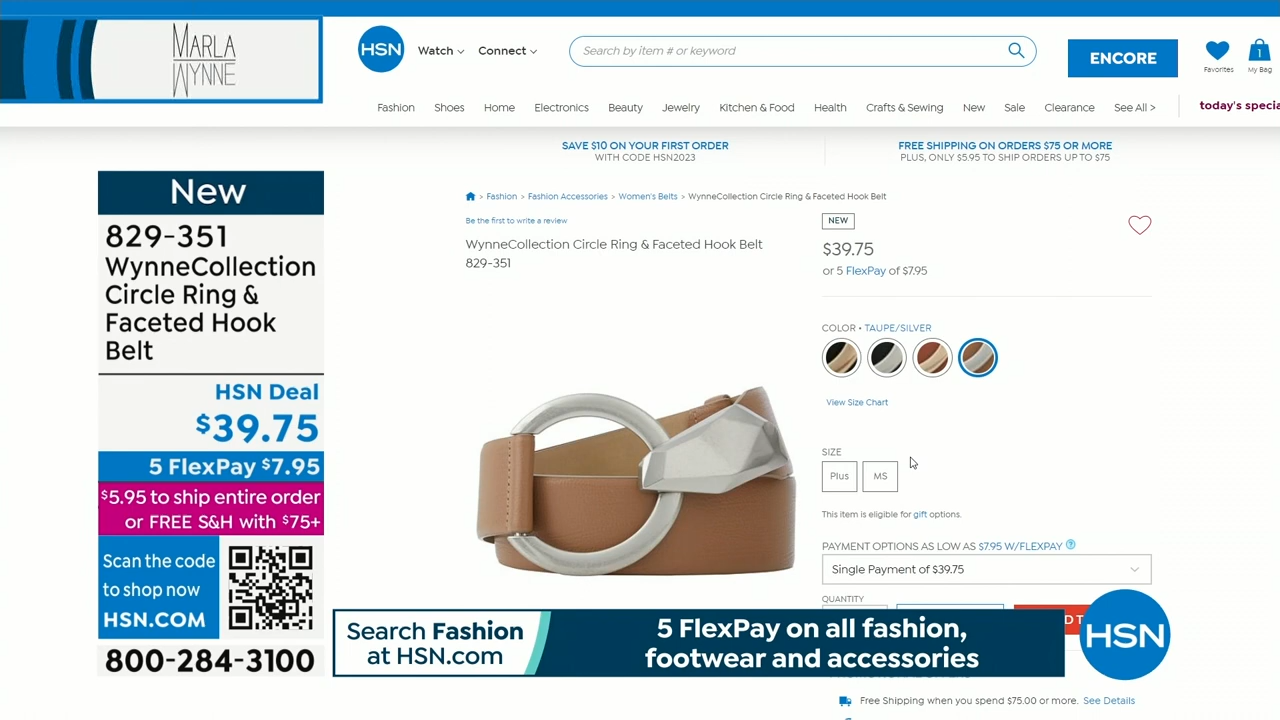 MARLA
WYNNE
HSN
Watch
Connect
Search by item # or keyword
ENCORE
Favorites
1
My Bag
Fashion
Shoes
Home
Electronics
Beauty
Jewelry
Kitchen & Food
Health
Crafts & Sewing
New
Sale
Clearance
See All >
today's specia
SAVE $10 ON YOUR FIRST ORDER
WITH CODE HSN2023
FREE SHIPPING ON ORDERS $75 OR MORE
PLUS, ONLY $5.95 TO SHIP ORDERS UP TO $75
New
829-351
WynneCollection
Circle Ring &
Faceted Hook
Belt
HSN Deal
$39.75
5 FlexPay $7.95
$5.95 to ship entire order
or FREE S&H with $75+
Scan the code
to shop now
HSN.COM
800-284-3100
> Fashion > Fashion Accessories > Women's Belts > WynneCollection Circle Ring & Faceted Hook Belt
Be the first to write a review
WynneCollection Circle Ring & Faceted Hook Belt
829-351
NEW
$39.75
or 5 FlexPay of $7.95
COLOR • TAUPE/SILVER
View Size Chart
SIZE
Plus
MS
This item is eligible for gift options.
PAYMENT OPTIONS AS LOW AS $7.95 W/FLEXPAY ?
Single Payment of $39.75
QUANTITY
Search Fashion
at HSN.com
5 FlexPay on all fashion,
footwear and accessories
HSN
Free Shipping when you spend $75.00 or more. See Details